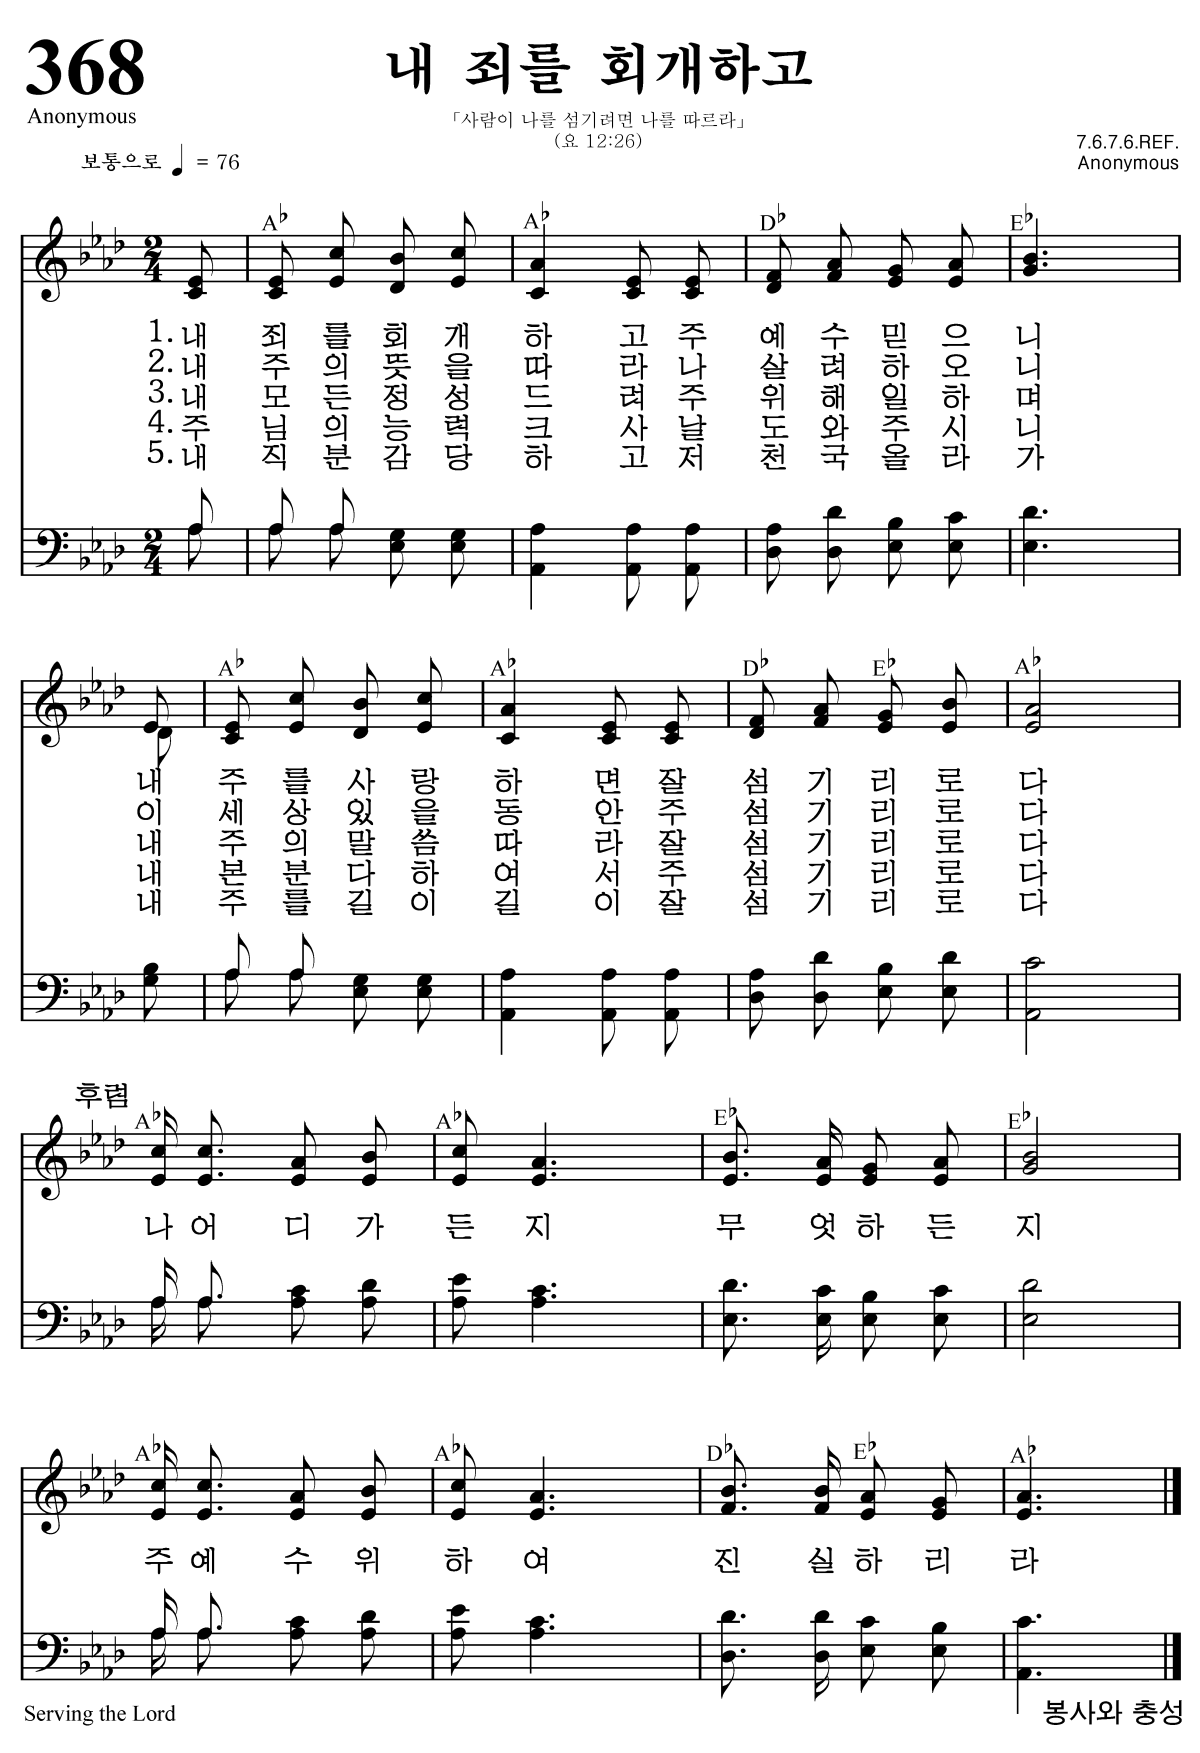 368
내 죄를 회개하고
Anonymous
「사람이 나를 섬기려면 나를 따르라」
(요 12:26)
보통으로 ♩ = 76
7.6.7.6.REF.
Anonymous
A♭ A♭ D♭ E♭
1. 내 죄 를 회 개 하 고 주 예 수 믿 으 니
2. 내 주 의 뜻 을 따 라 나 살 려 하 오 니
3. 내 모 든 정 성 드 려 주 위 해 일 하 며
4. 주 님 의 능 력 크 사 날 도 와 주 시 니
5. 내 직 분 감 당 하 고 저 천 국 올 라 가
A♭ A♭ D♭ E♭ A♭
내 주 를 사 랑 하 면 잘 섬 기 리 로 다
이 세 상 있 을 동 안 주 섬 기 리 로 다
내 주 의 말 씀 따 라 잘 섬 기 리 로 다
내 본 분 다 하 여 서 주 섬 기 리 로 다
내 주 를 길 이 길 이 잘 섬 기 리 로 다
후렴
A♭ A♭ E♭ E♭
나 어 디 가 든 지 무 엇 하 든 지
A♭ A♭ D♭ E♭ A♭
주 예 수 위 하 여 진 실 하 리 라
Serving the Lord
봉사와 충성